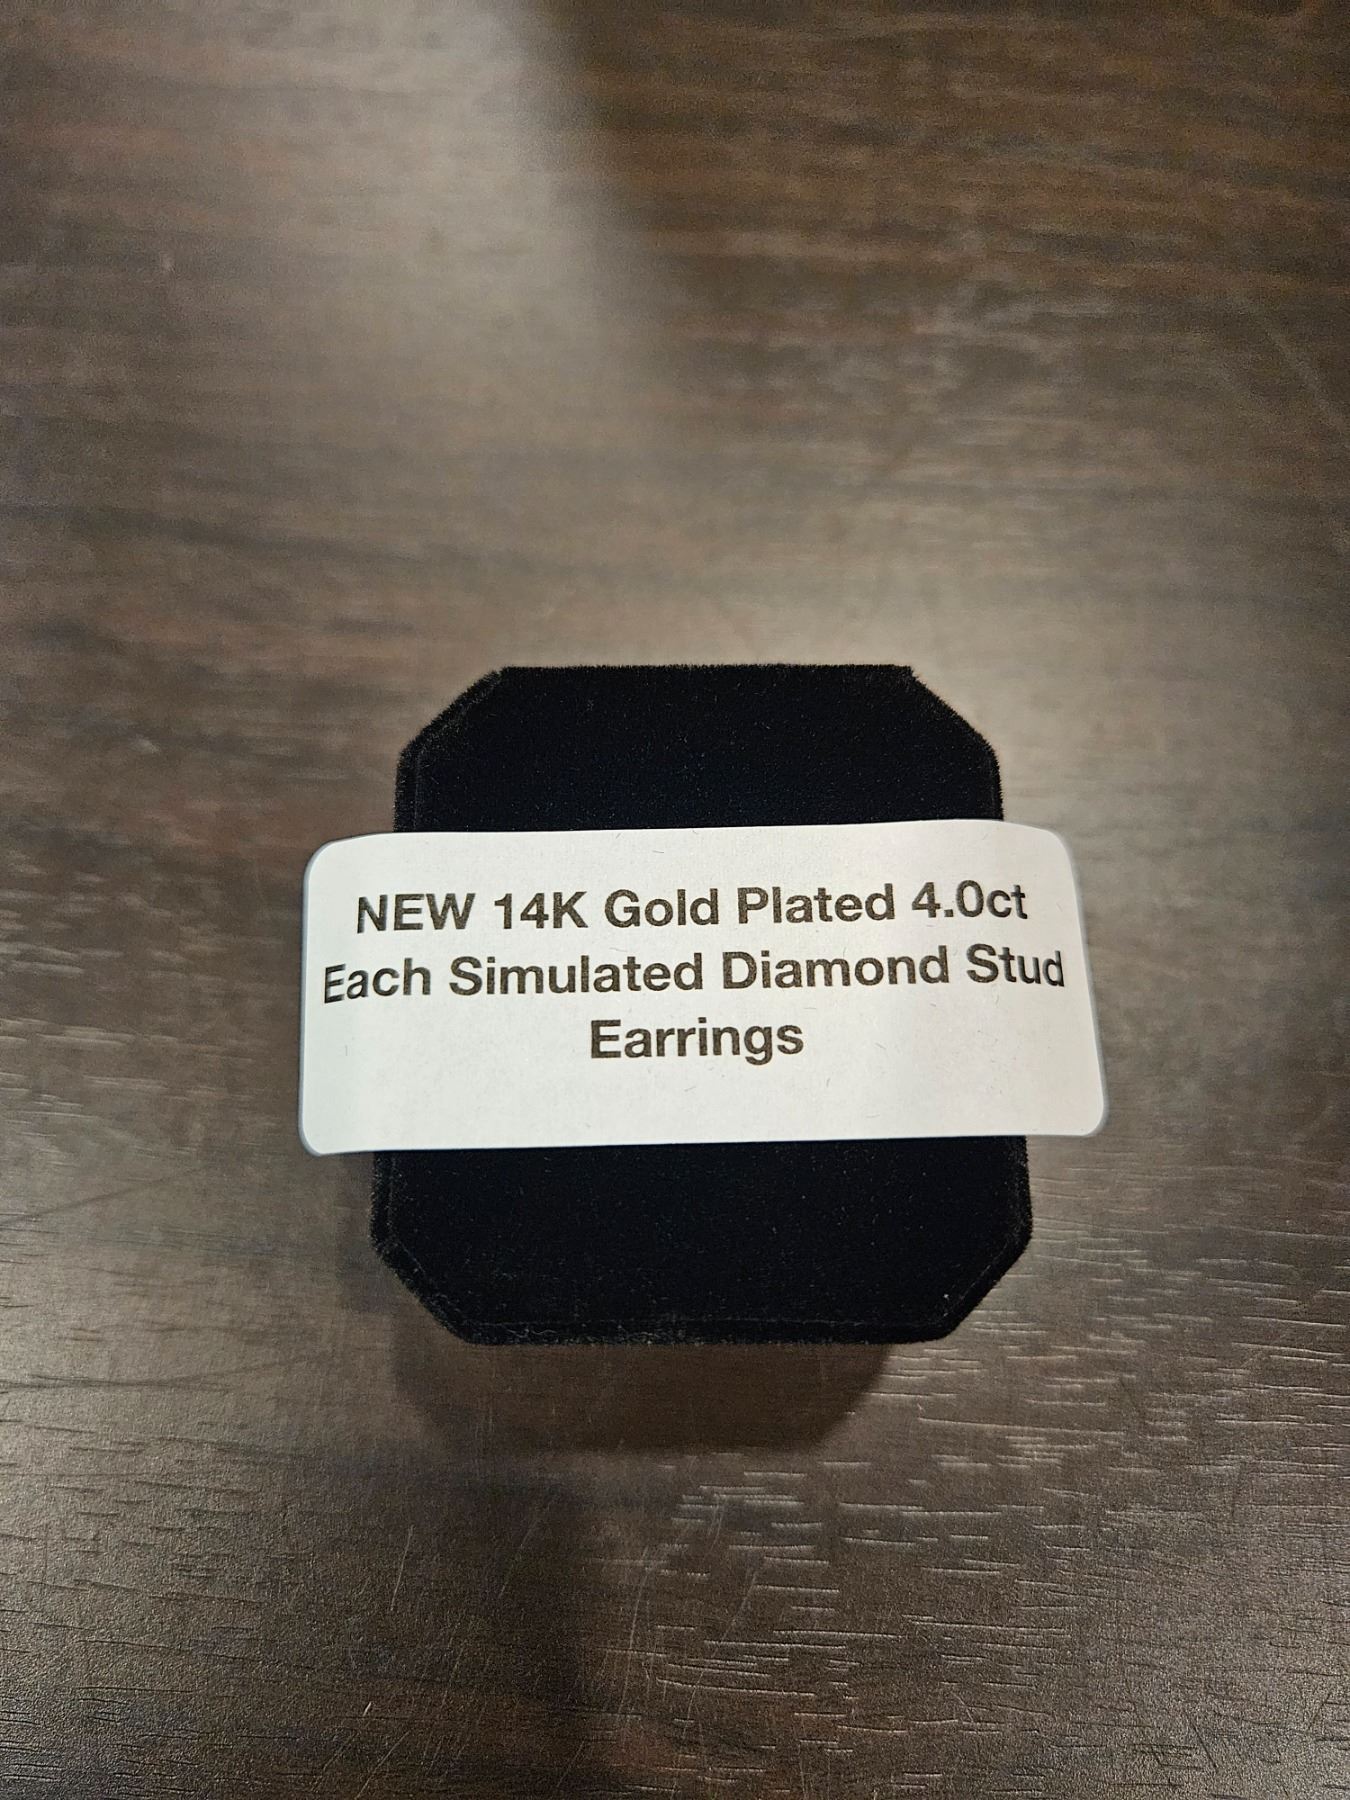 NEW 14K Gold Plated 4.0ct
Each Simulated Diamond Stud
Earrings